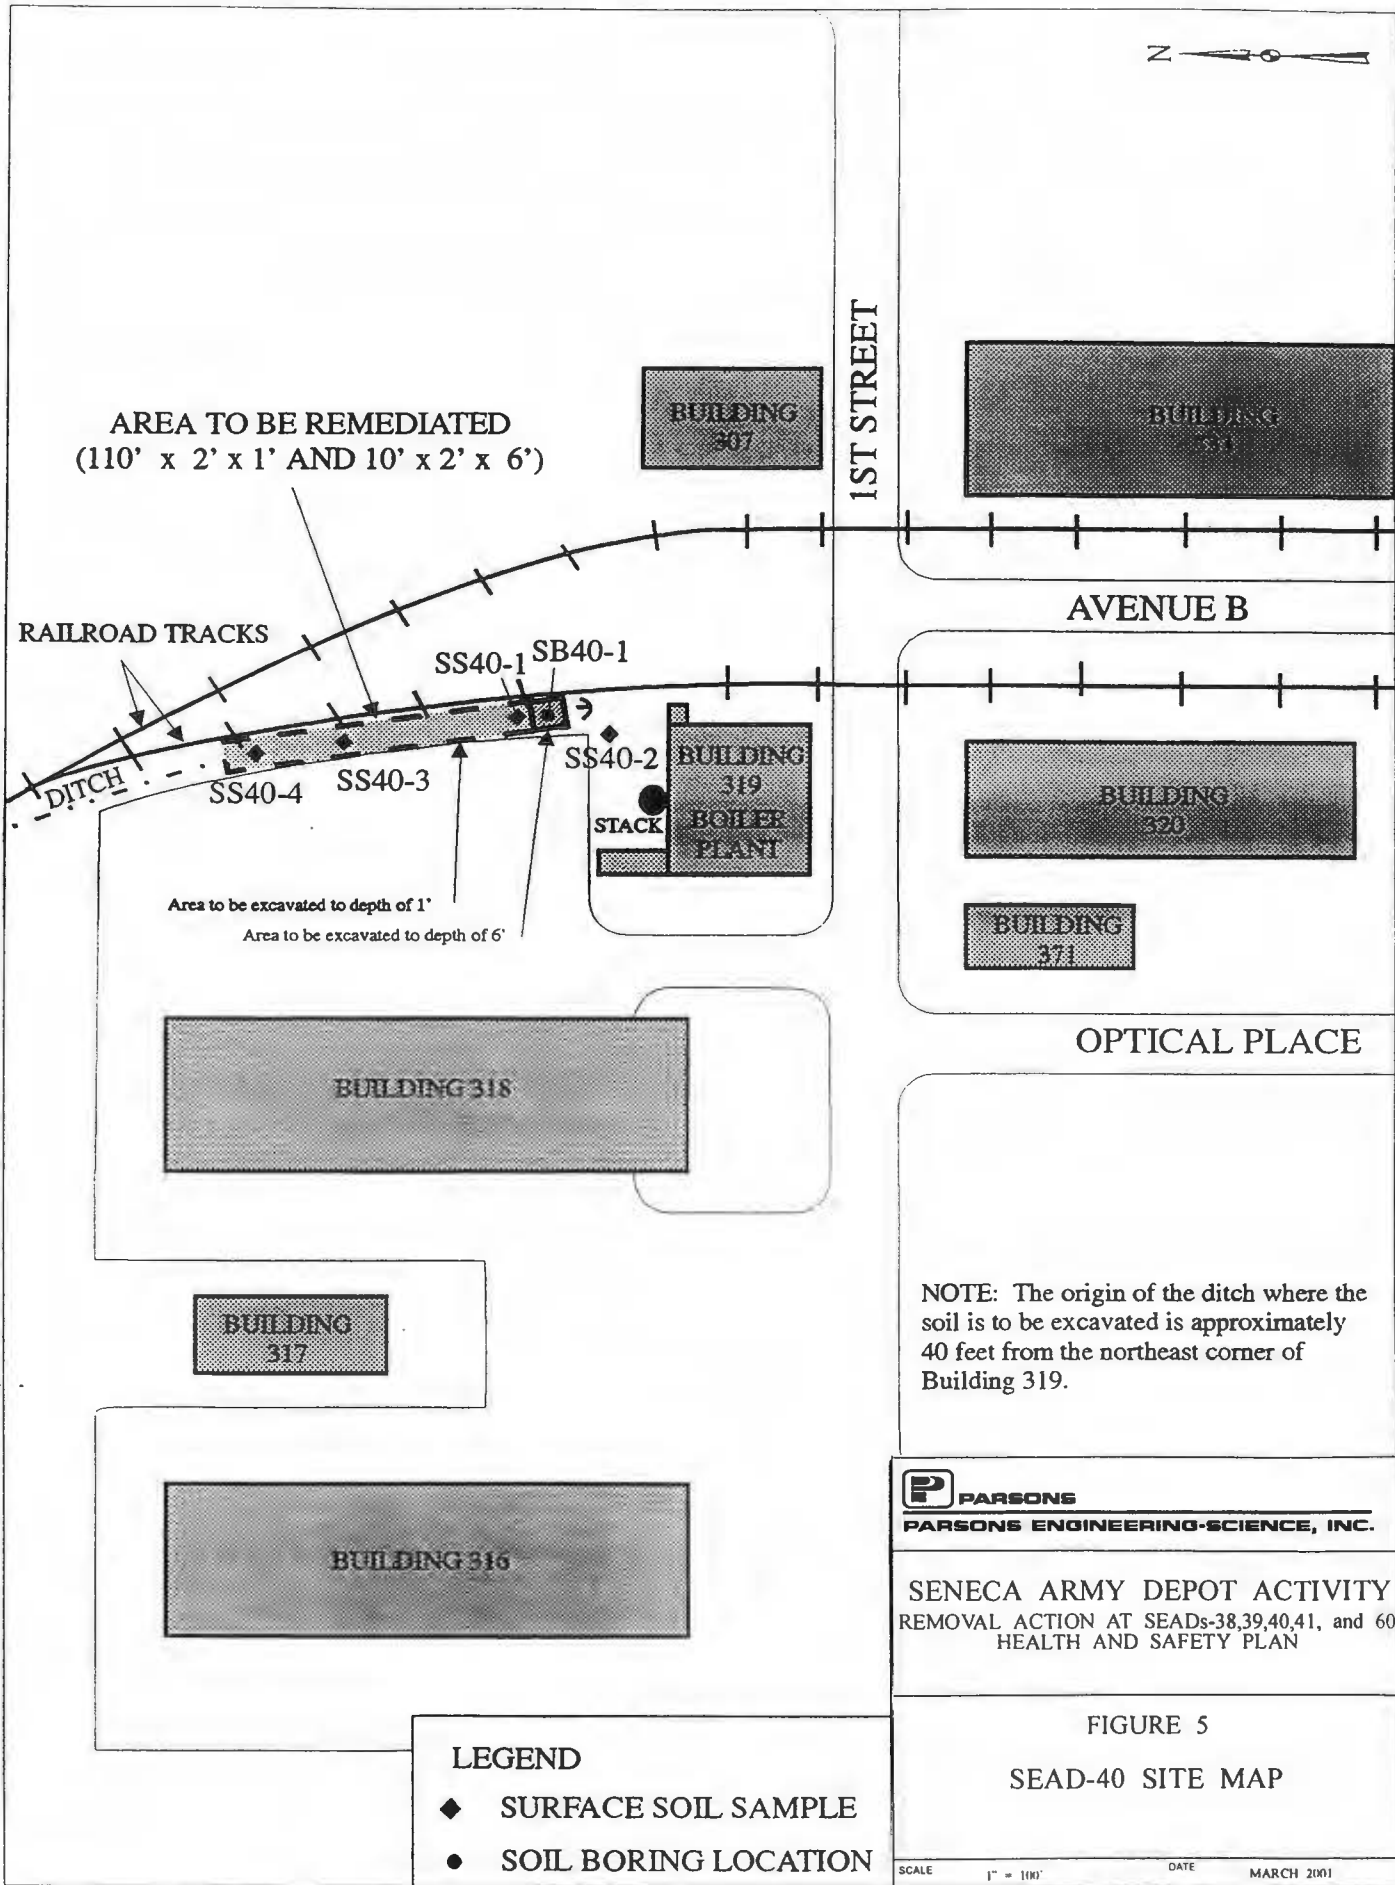 N
AREA TO BE REMEDIATED
(110' x 2' x 1' AND 10' x 2' x 6')
BUILDING
307
1ST STREET
BUILDING
AVENUE B
RAILROAD TRACKS
SS40-1
SB40-1
DITCH
SS40-4
SS40-3
SS40-2
BUILDING
319
BOILER
PLANT
STACK
BUILDING
320
Area to be excavated to depth of 1'
Area to be excavated to depth of 6'
BUILDING
371
OPTICAL PLACE
BUILDING 318
BUILDING
317
NOTE: The origin of the ditch where the
soil is to be excavated is approximately
40 feet from the northeast corner of
Building 319.
BUILDING 316
P PARSONS
PARSONS ENGINEERING-SCIENCE, INC.
SENECA ARMY DEPOT ACTIVITY
REMOVAL ACTION AT SEADs-38,39,40,41, and 60
HEALTH AND SAFETY PLAN
FIGURE 5
SEAD-40 SITE MAP
SCALE 1" = 100' DATE MARCH 2001
LEGEND
SURFACE SOIL SAMPLE
SOIL BORING LOCATION